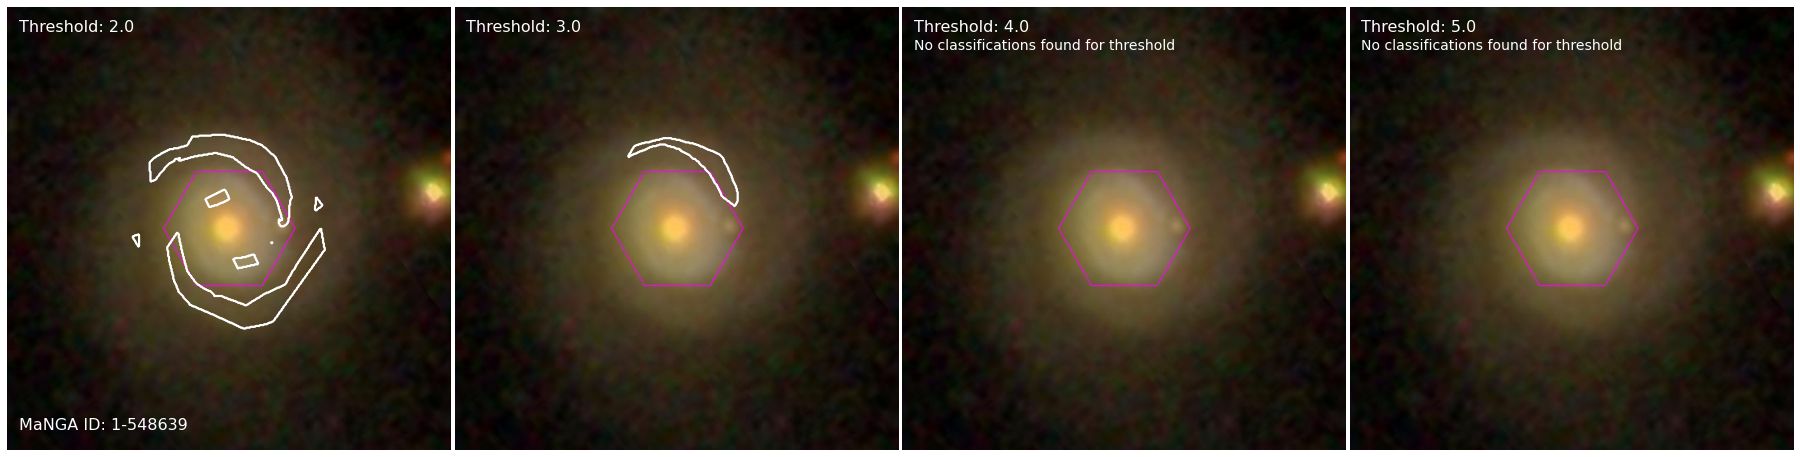 Threshold: 2.0
MaNGA ID: 1-548639
Threshold: 3.0
Threshold: 4.0
No classifications found for threshold
Threshold: 5.0
No classifications found for threshold